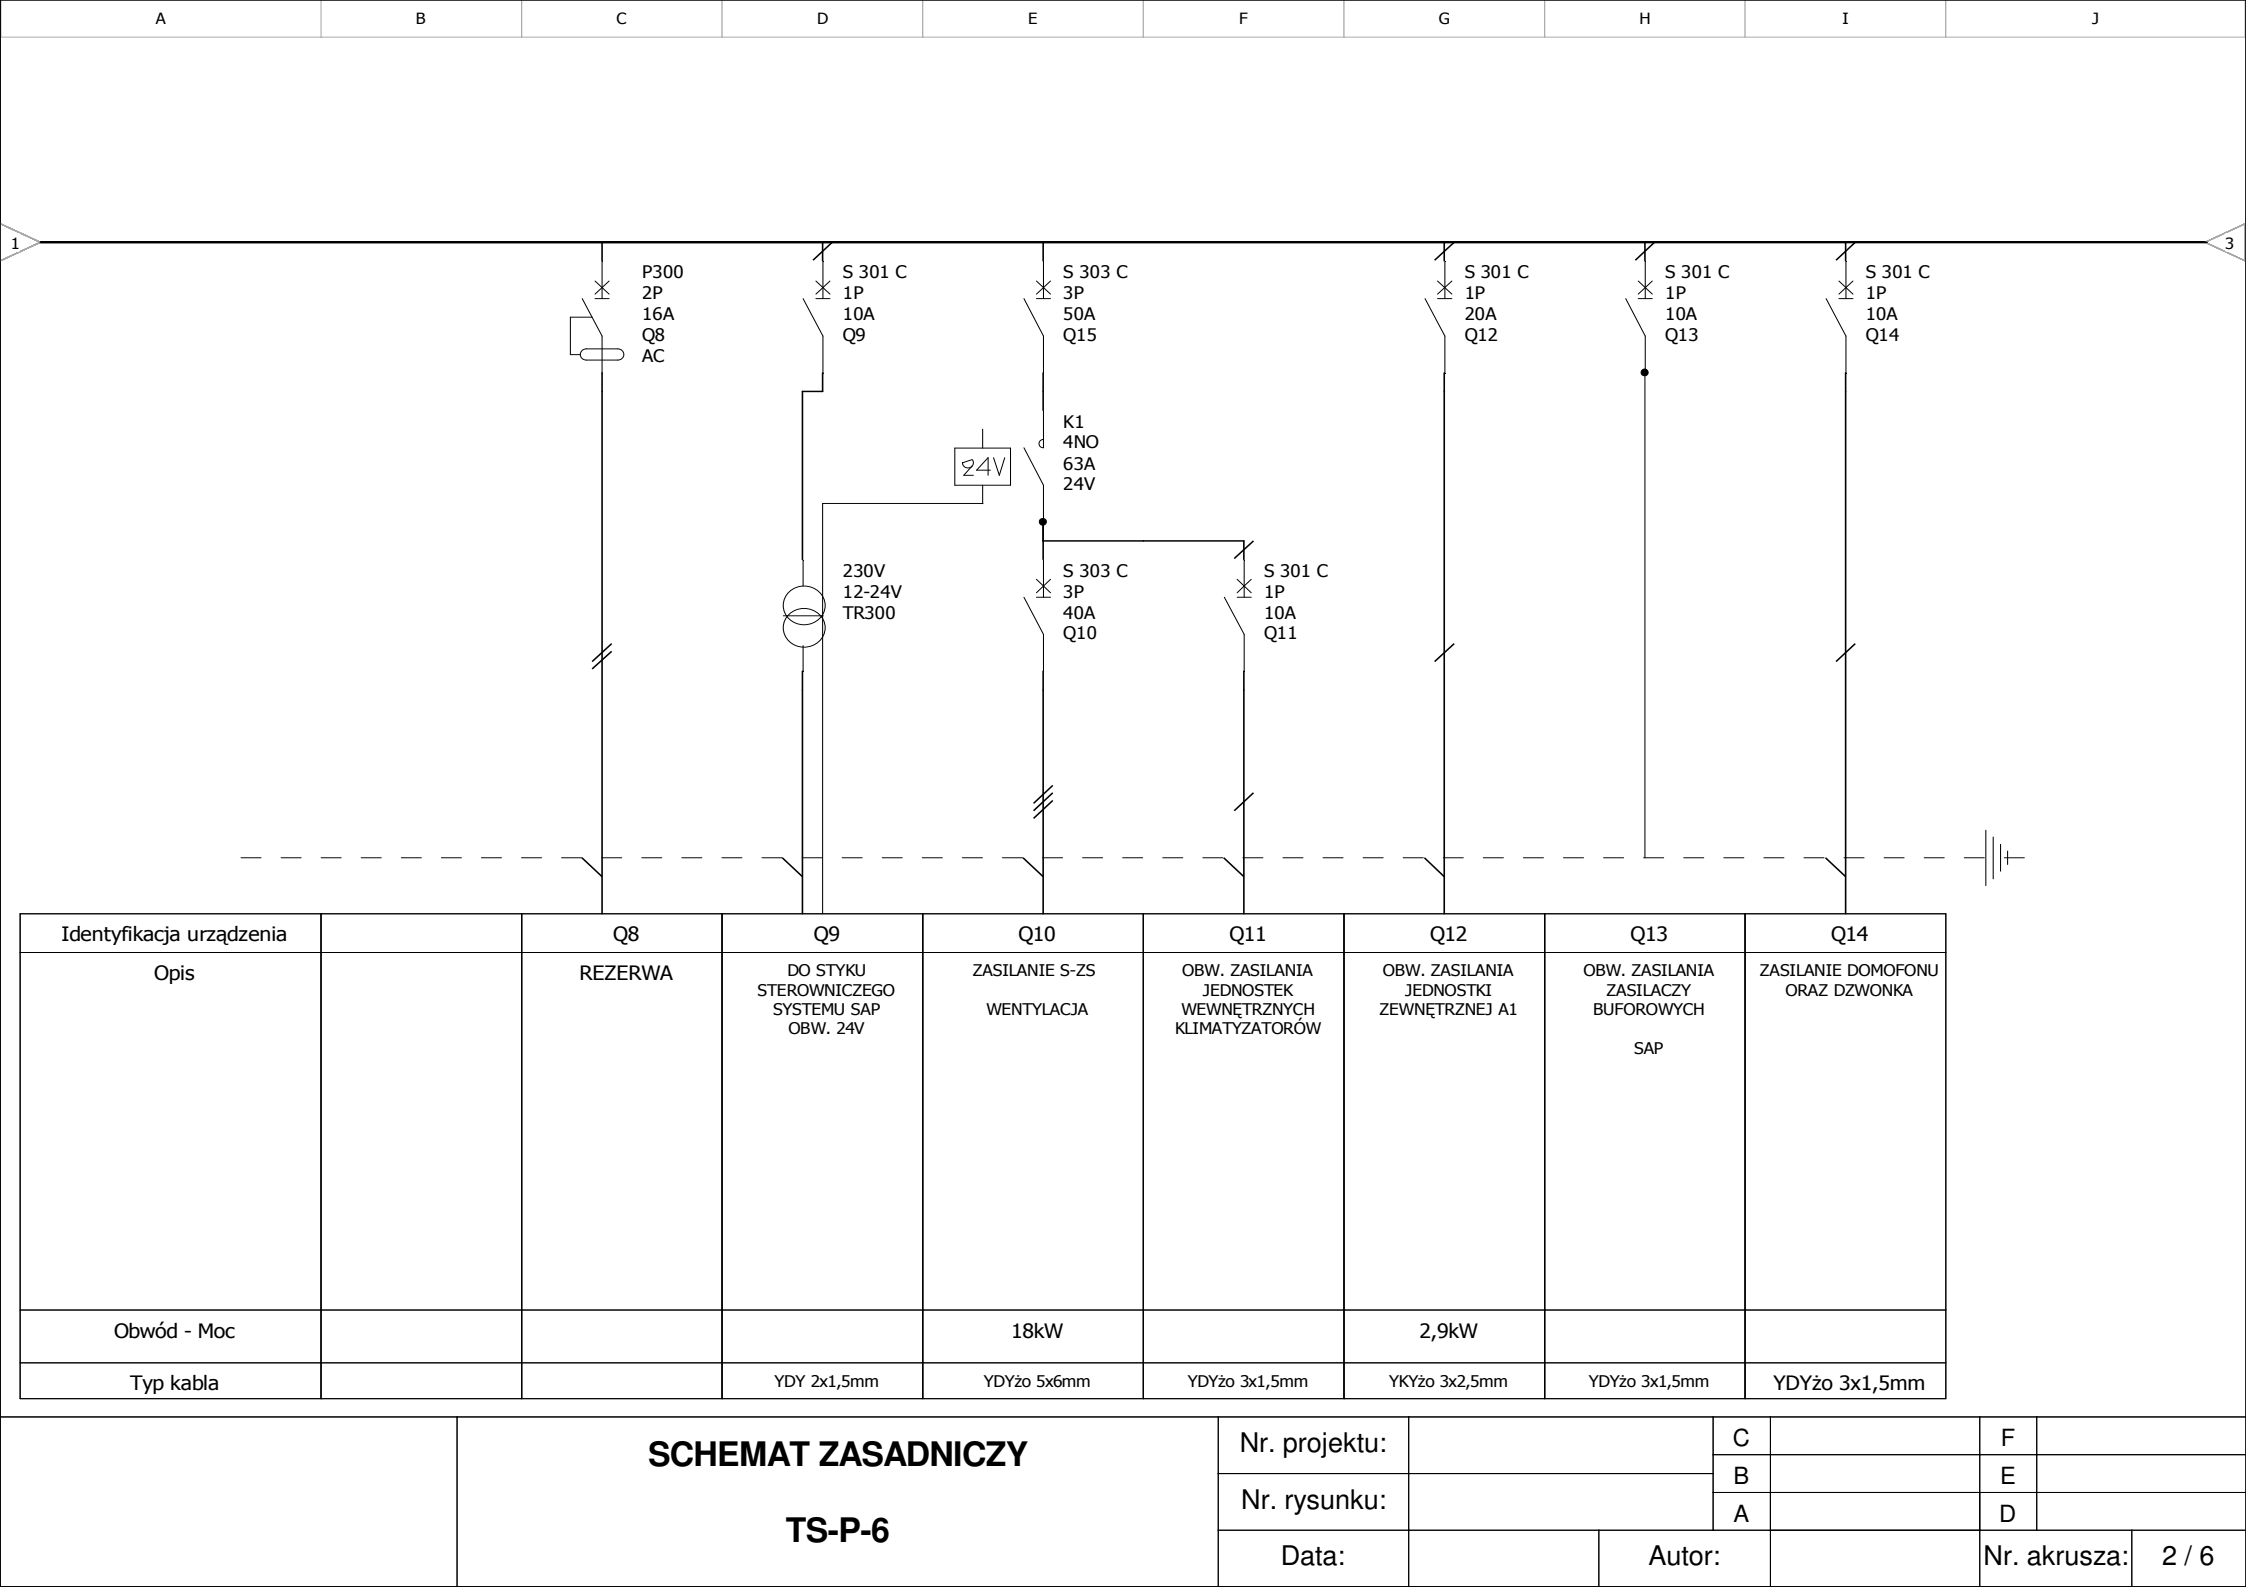 A B C D E F G H I J
1
3
P300
2P
16A
Q8
AC
S 301 C
1P
10A
Q9
S 303 C
3P
50A
Q15
S 301 C
1P
20A
Q12
S 301 C
1P
10A
Q13
S 301 C
1P
10A
Q14
K1
4NO
63A
24V
24V
230V
12-24V
TR300
S 303 C
3P
40A
Q10
S 301 C
1P
10A
Q11
Identyfikacja urządzenia Q8 Q9 Q10 Q11 Q12 Q13 Q14
Opis
REZERWA
DO STYKU
STEROWNICZEGO
SYSTEMU SAP
OBW. 24V
ZASILANIE S-ZS
WENTYLACJA
OBW. ZASILANIA
JEDNOSTEK
WEWNĘTRZNYCH
KLIMATYZATORÓW
OBW. ZASILANIA
JEDNOSTKI
ZEWNĘTRZNEJ A1
OBW. ZASILANIA
ZASILACZY
BUFOROWYCH
SAP
ZASILANIE DOMOFONU
ORAZ DZWONKA
Obwód - Moc 18kW 2,9kW
Typ kabla YDY 2x1,5mm YDYżo 5x6mm YDYżo 3x1,5mm YKYżo 3x2,5mm YDYżo 3x1,5mm YDYżo 3x1,5mm
SCHEMAT ZASADNICZY
TS-P-6
Nr. projektu:
Nr. rysunku:
Data:
Autor:
C F
B E
A D
Nr. akrusza: 2 / 6